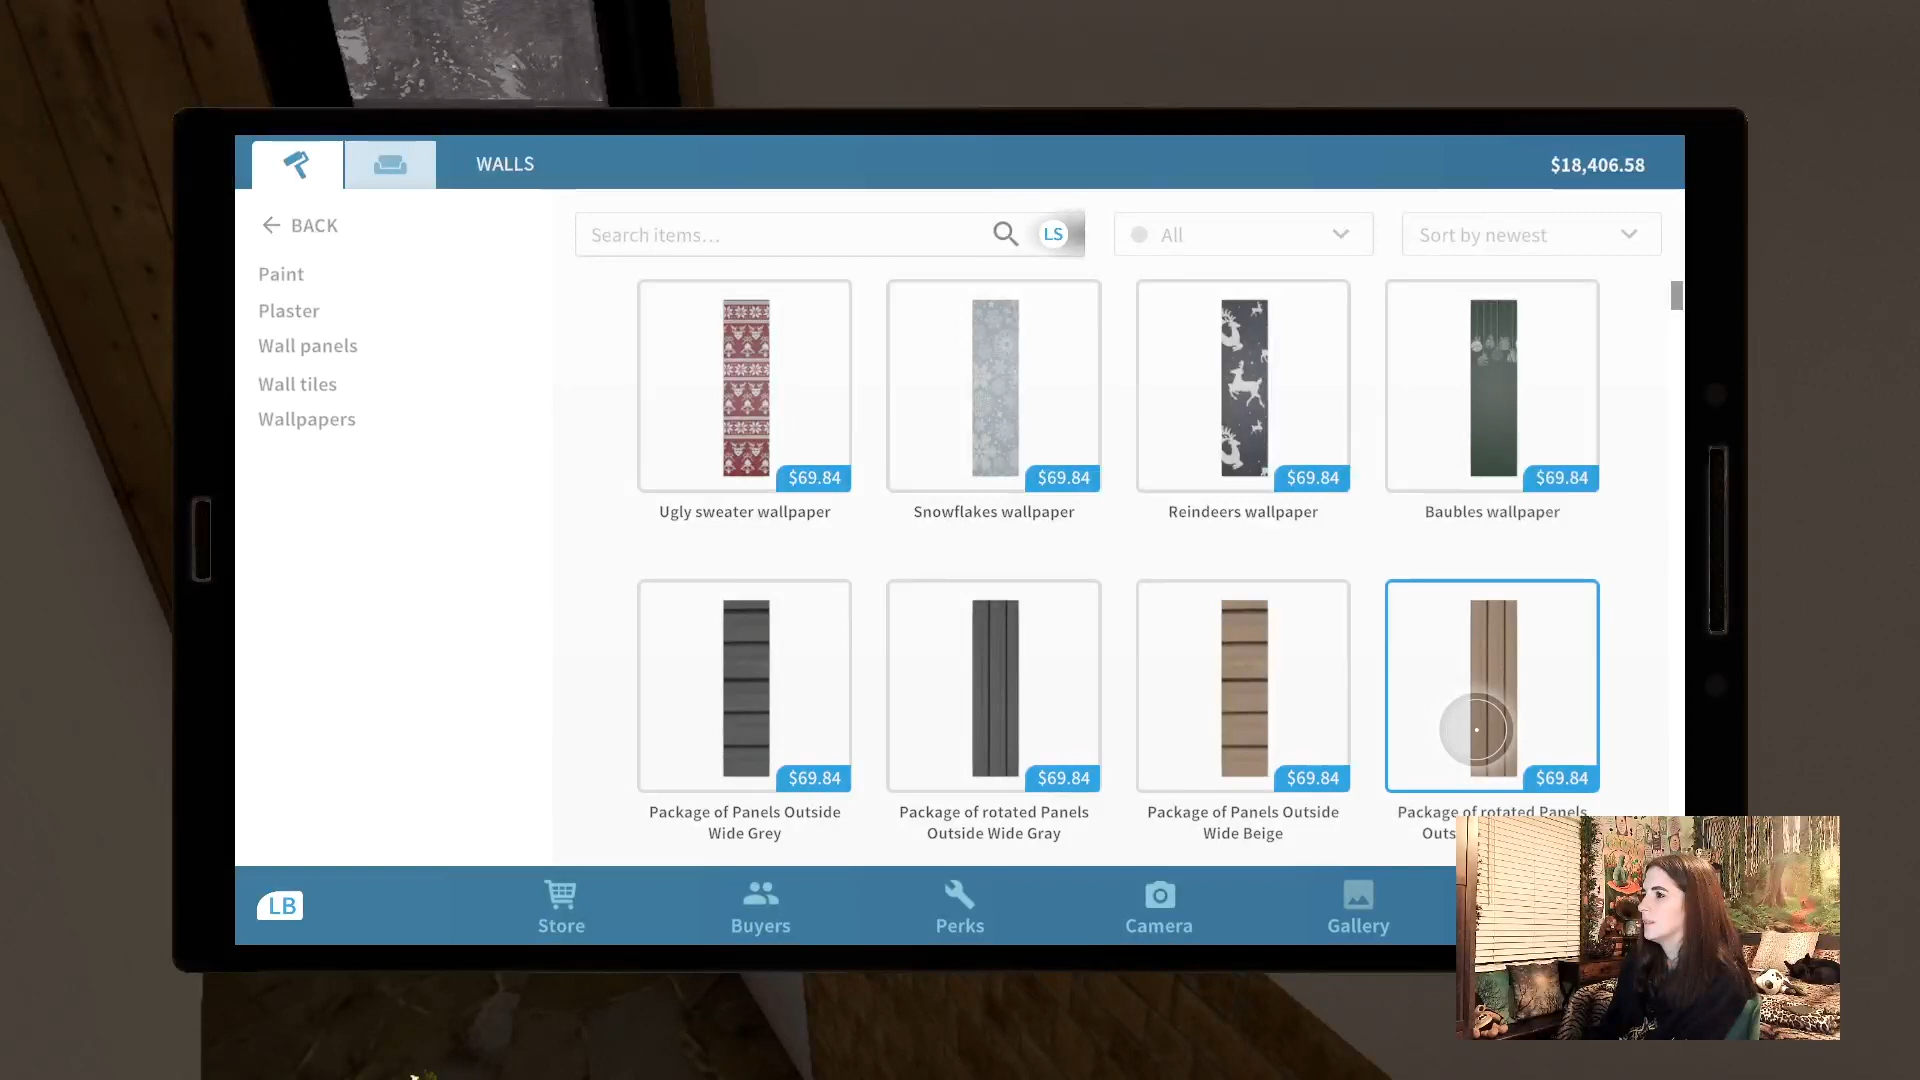 WALLS
$18,406.58
BACK
Paint
Plaster
Wall panels
Wall tiles
Wallpapers
Search items...
LS
All
Sort by newest
$69.84
$69.84
$69.84
$69.84
Ugly sweater wallpaper
Snowflakes wallpaper
Reindeers wallpaper
Baubles wallpaper
$69.84
$69.84
$69.84
$69.84
Package of Panels Outside
Wide Grey
Package of rotated Panels
Outside Wide Gray
Package of Panels Outside
Wide Beige
Package of rotated Panels
LB
Store
Buyers
Perks
Camera
Gallery